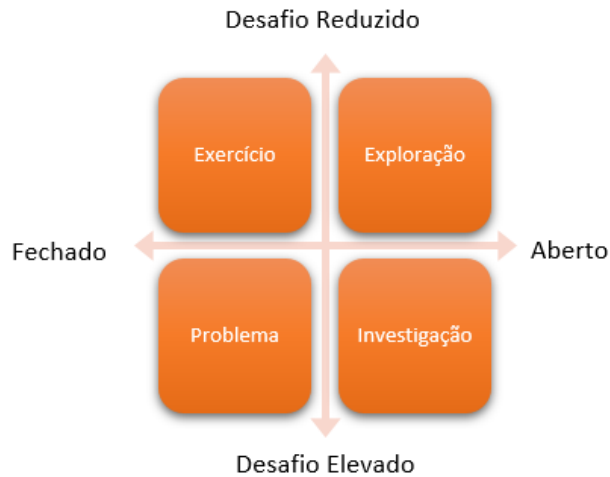 Desafio Reduzido
Exercício
Exploração
Fechado
Aberto
Problema
Investigação
Desafio Elevado